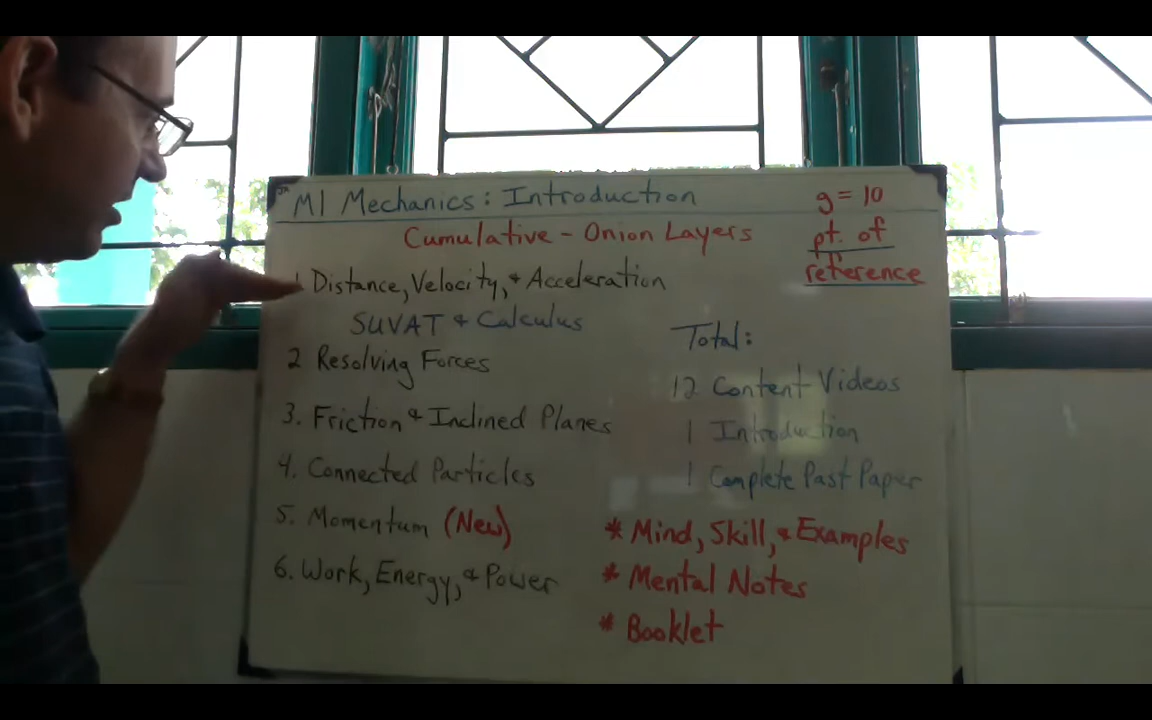 M1 Mechanics: Introduction
Cumulative - Onion Layers
g = 10
pt. of
reference
1 Distance, Velocity, & Acceleration
SUVAT & Calculus
2 Resolving Forces
3. Friction & Inclined Planes
4. Connected Particles
5. Momentum (New)
6. Work, Energy, & Power
Total:
12 Content Videos
1 Introduction
1 Complete Past Paper
* Mind, Skill, & Examples
* Mental Notes
* Booklet